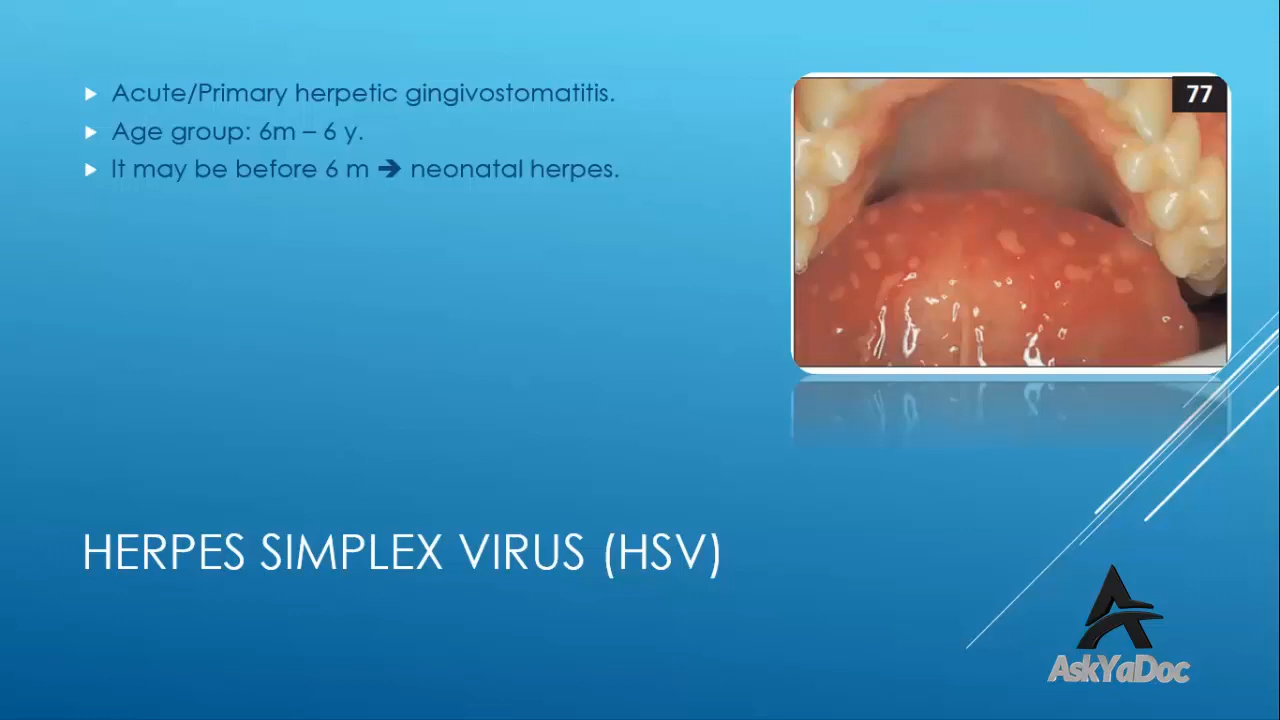 Acute/Primary herpetic gingivostomatitis.
Age group: 6m – 6 y.
It may be before 6 m ➔ neonatal herpes.
77
HERPES SIMPLEX VIRUS (HSV)
AskYaDoc